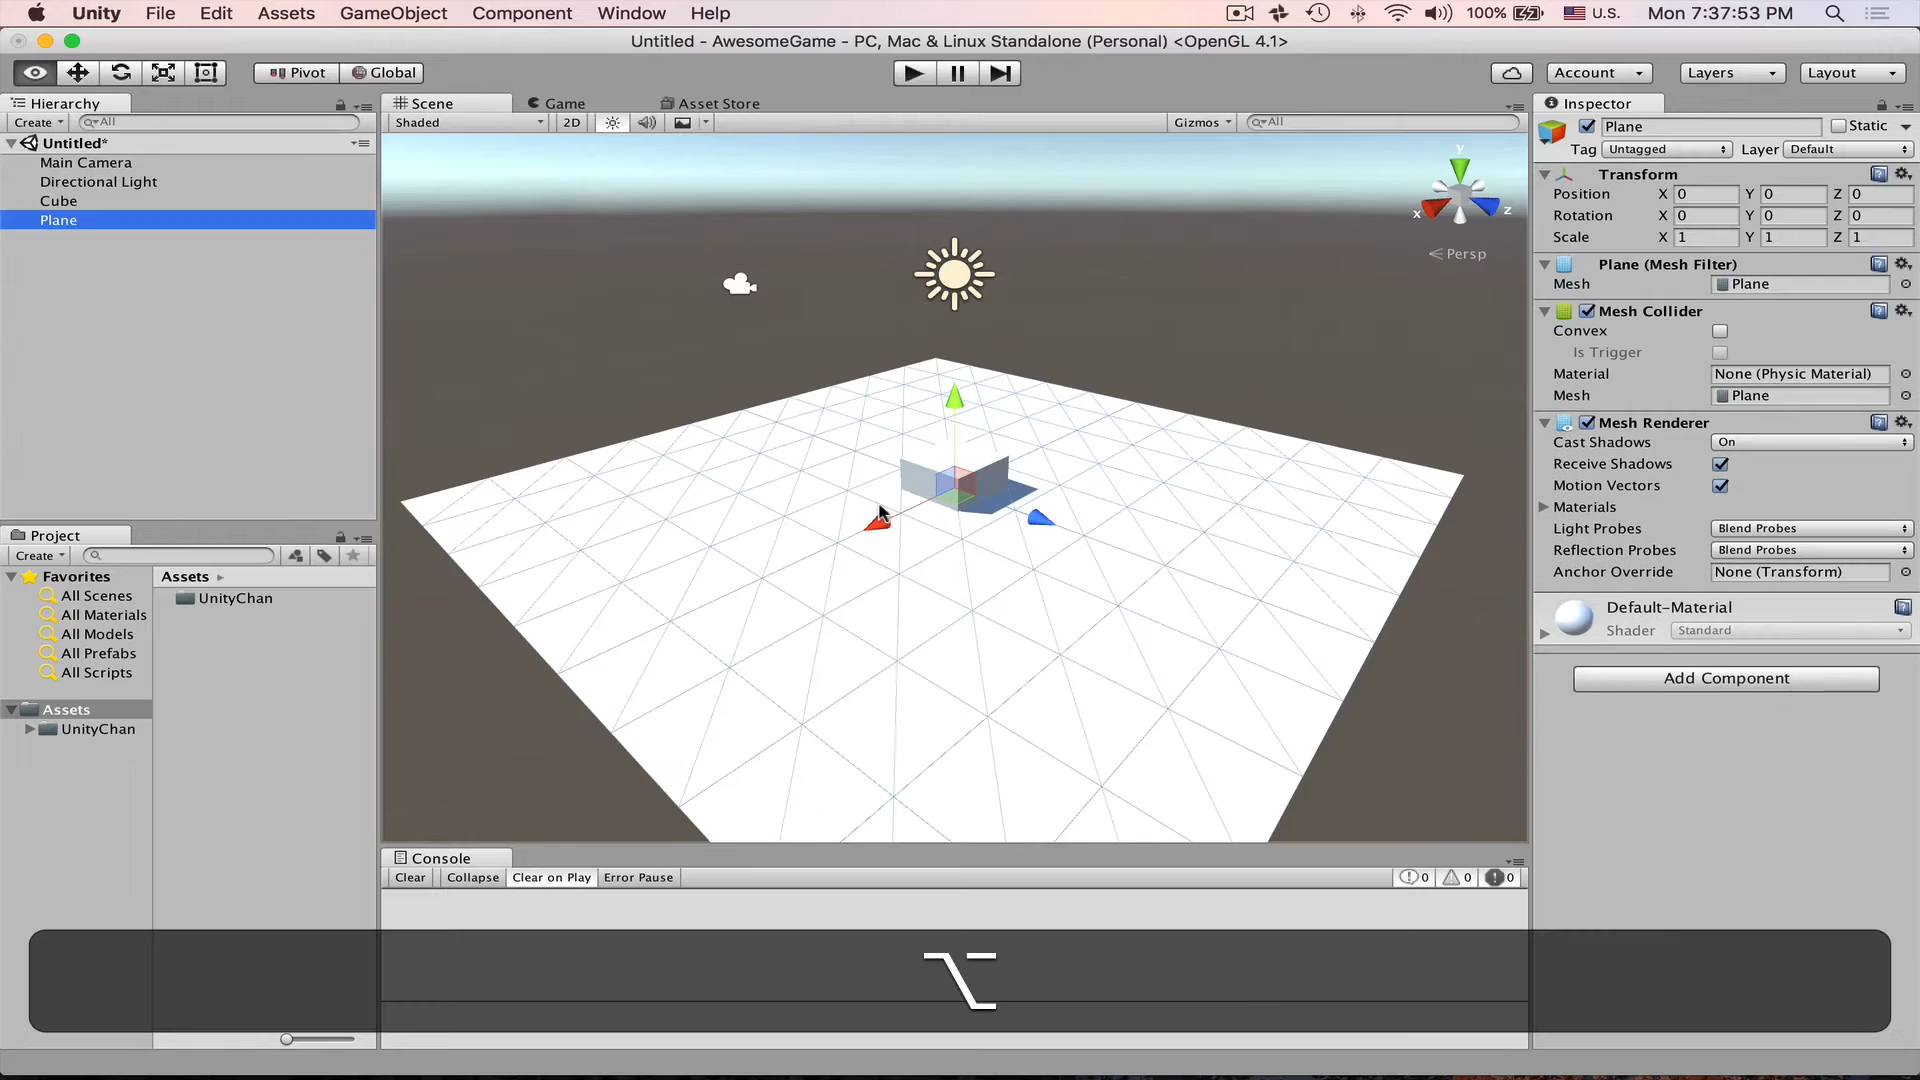 Unity File Edit Assets GameObject Component Window Help 100% U.S. Mon 7:37:53 PM
Untitled - AwesomeGame - PC, Mac & Linux Standalone (Personal) <OpenGL 4.1>
Pivot Global Account Layers Layout
Hierarchy
Create All
Untitled*
Main Camera
Directional Light
Cube
Plane
Scene Game Asset Store
Shaded 2D Gizmos All
y
x
z
Persp
Inspector
Plane Static
Tag Untagged Layer Default
Transform
Position X 0 Y 0 Z 0
Rotation X 0 Y 0 Z 0
Scale X 1 Y 1 Z 1
Plane (Mesh Filter)
Mesh Plane
Mesh Collider
Convex
Is Trigger
Material None (Physic Material)
Mesh Plane
Mesh Renderer
Cast Shadows On
Receive Shadows
Motion Vectors
Materials
Light Probes Blend Probes
Reflection Probes Blend Probes
Anchor Override None (Transform)
Default-Material
Shader Standard
Add Component
Project
Create
Favorites
All Scenes
All Materials
All Models
All Prefabs
All Scripts
Assets
UnityChan
Assets
UnityChan
Console
Clear Collapse Clear on Play Error Pause 0 0 0
⌥